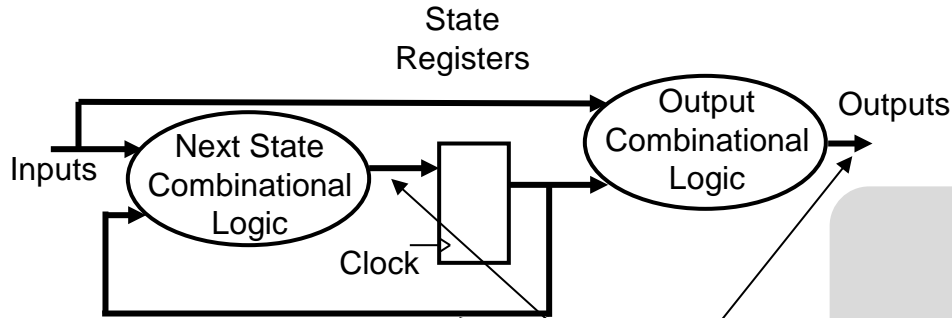 State
Registers
Inputs
Next State
Combinational
Logic
Clock
Output
Combinational
Logic
Outputs